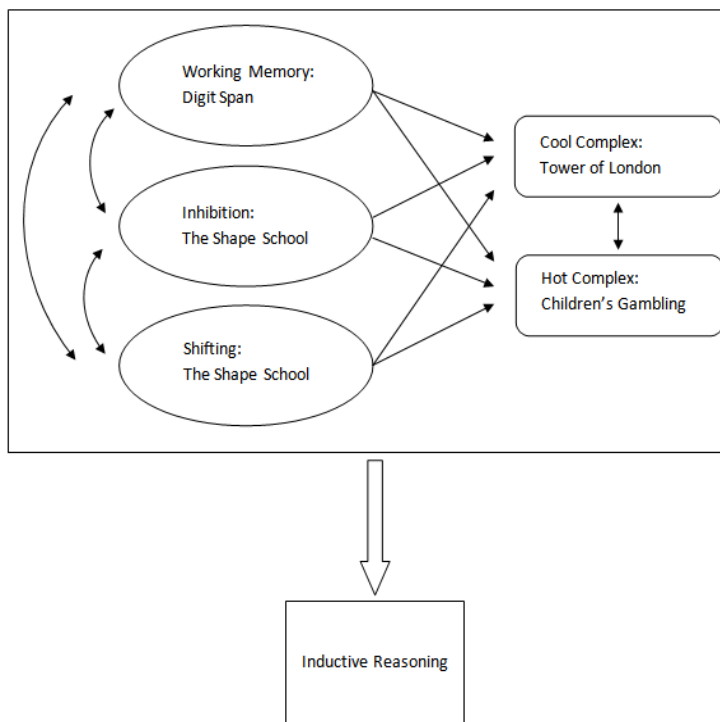 Working Memory:
Digit Span
Inhibition:
The Shape School
Shifting:
The Shape School
Cool Complex:
Tower of London
Hot Complex:
Children's Gambling
Inductive Reasoning